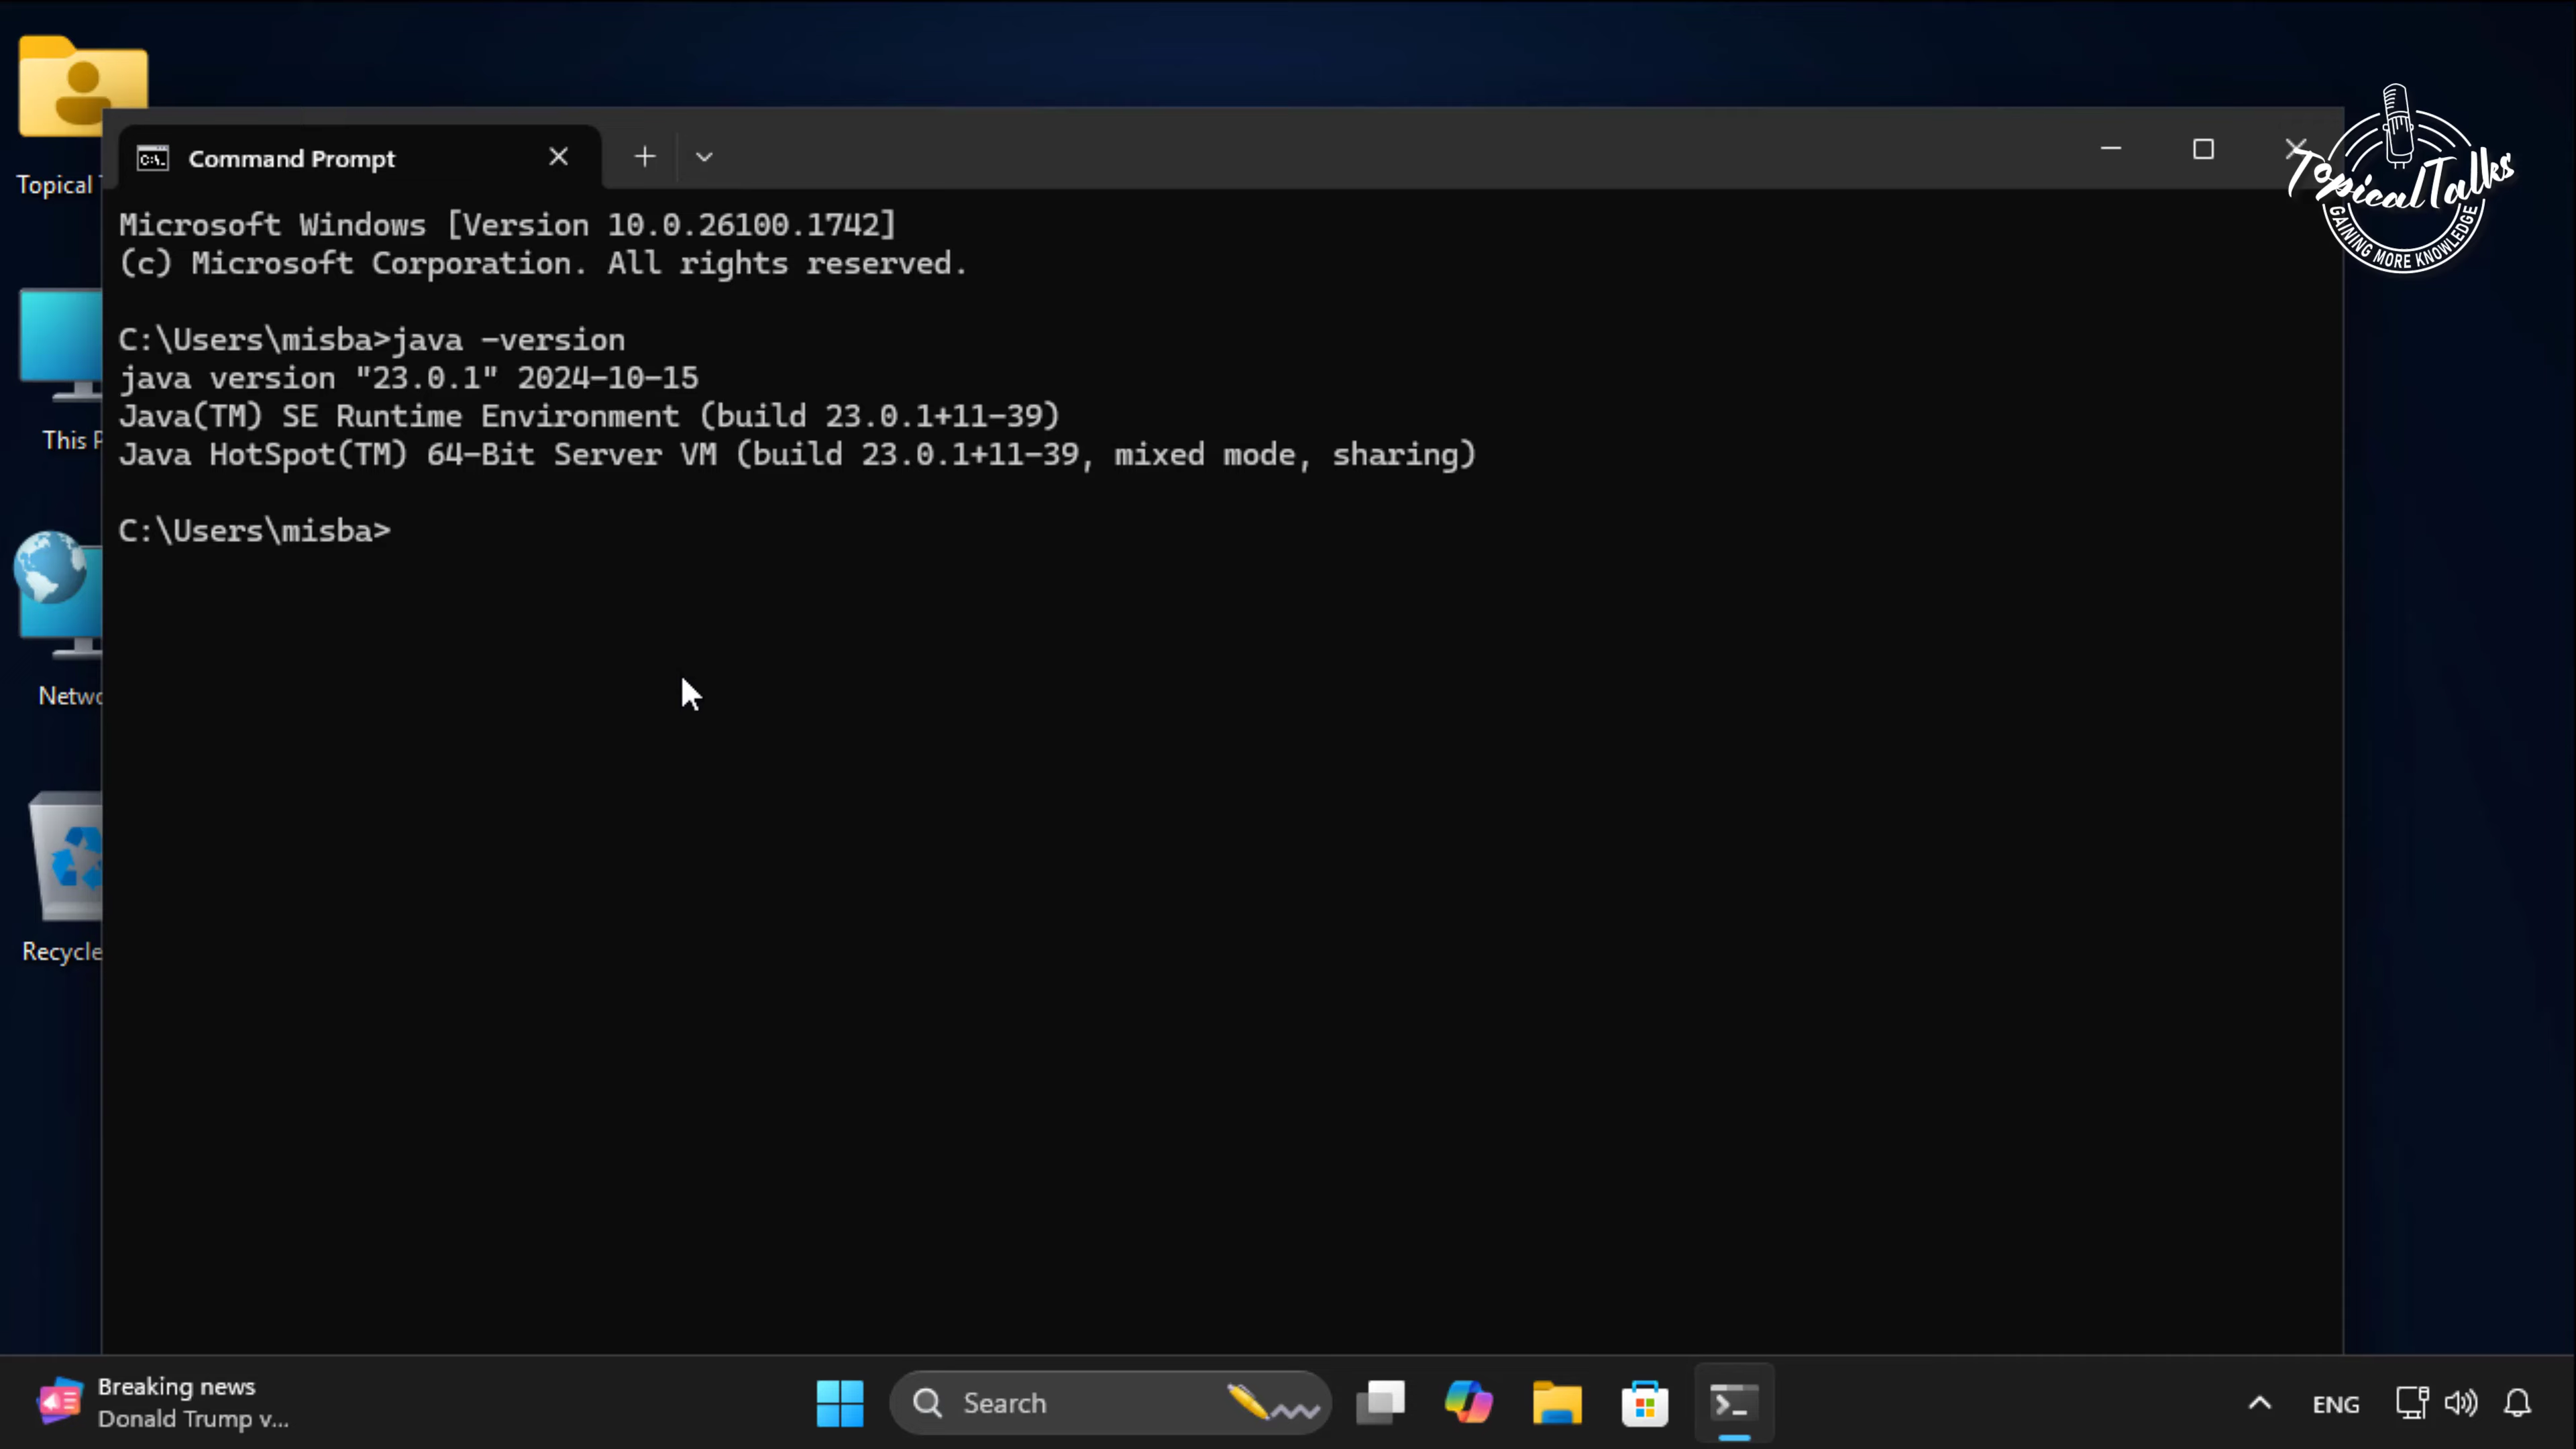 Topical
This P
Netwo
Recycle
Command Prompt
Microsoft Windows [Version 10.0.26100.1742]
(c) Microsoft Corporation. All rights reserved.
C:\Users\misba>java -version
java version "23.0.1" 2024-10-15
Java(TM) SE Runtime Environment (build 23.0.1+11-39)
Java HotSpot(TM) 64-Bit Server VM (build 23.0.1+11-39, mixed mode, sharing)
C:\Users\misba>
TopicalTalks
GAINING MORE KNOWLEDGE
Breaking news
Donald Trump v...
Search
ENG